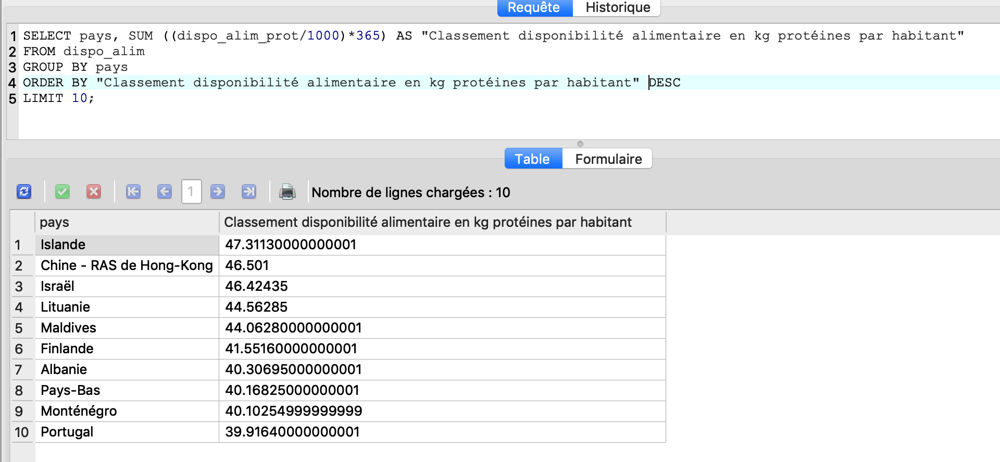 Requête Historique
1 SELECT pays, SUM ((dispo_alim_prot/1000)*365) AS "Classement disponibilité alimentaire en kg protéines par habitant"
2 FROM dispo_alim
3 GROUP BY pays
4 ORDER BY "Classement disponibilité alimentaire en kg protéines par habitant" DESC
5 LIMIT 10;
Table Formulaire
1 Nombre de lignes chargées : 10
pays Classement disponibilité alimentaire en kg protéines par habitant
1 Islande 47.31130000000001
2 Chine - RAS de Hong-Kong 46.501
3 Israël 46.42435
4 Lituanie 44.56285
5 Maldives 44.06280000000001
6 Finlande 41.55160000000001
7 Albanie 40.30695000000001
8 Pays-Bas 40.16825000000001
9 Monténégro 40.10254999999999
10 Portugal 39.91640000000001